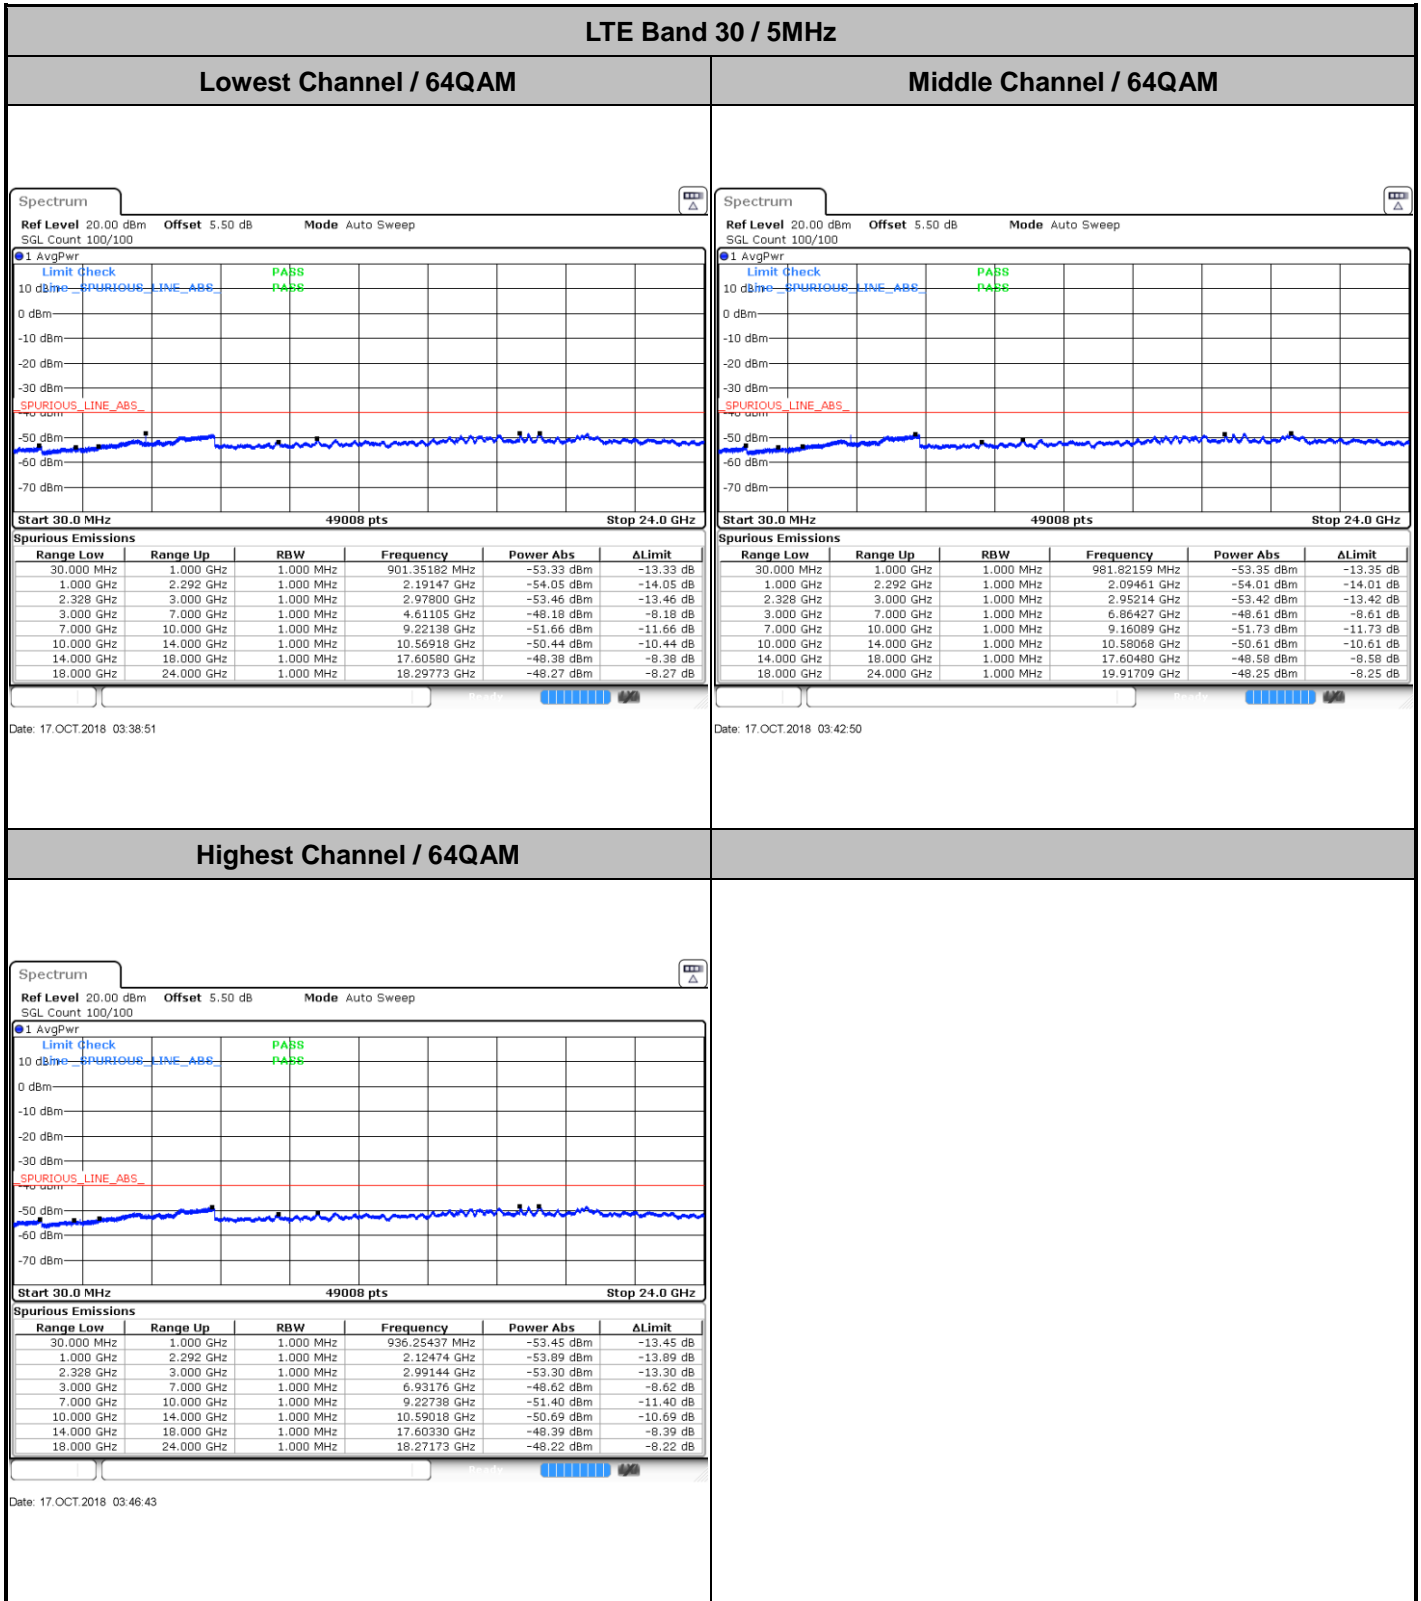 LTE Band 30 / 5MHz
Lowest Channel / 64QAM
Middle Channel / 64QAM
Spectrum
Ref Level 20.00 dBm Offset 5.50 dB Mode Auto Sweep
SGL Count 100/100
1 AvgPwr
Limit Check PASS
Line _SPURIOUS_LINE_ABS_ PASS
10 dBm
0 dBm
-10 dBm
-20 dBm
-30 dBm
_SPURIOUS_LINE_ABS_
-40 dBm
-50 dBm
-60 dBm
-70 dBm
Start 30.0 MHz 49008 pts Stop 24.0 GHz
Spurious Emissions
Range Low Range Up RBW Frequency Power Abs ΔLimit
30.000 MHz 1.000 GHz 1.000 MHz 901.35182 MHz -53.33 dBm -13.33 dB
1.000 GHz 2.292 GHz 1.000 MHz 2.19147 GHz -54.05 dBm -14.05 dB
2.328 GHz 3.000 GHz 1.000 MHz 2.97800 GHz -53.46 dBm -13.46 dB
3.000 GHz 7.000 GHz 1.000 MHz 4.61105 GHz -48.18 dBm -8.18 dB
7.000 GHz 10.000 GHz 1.000 MHz 9.22138 GHz -51.66 dBm -11.66 dB
10.000 GHz 14.000 GHz 1.000 MHz 10.56918 GHz -50.44 dBm -10.44 dB
14.000 GHz 18.000 GHz 1.000 MHz 17.60580 GHz -48.38 dBm -8.38 dB
18.000 GHz 24.000 GHz 1.000 MHz 18.29773 GHz -48.27 dBm -8.27 dB
Ready
Date: 17.OCT.2018 03:38:51
Spectrum
Ref Level 20.00 dBm Offset 5.50 dB Mode Auto Sweep
SGL Count 100/100
1 AvgPwr
Limit Check PASS
Line _SPURIOUS_LINE_ABS_ PASS
10 dBm
0 dBm
-10 dBm
-20 dBm
-30 dBm
_SPURIOUS_LINE_ABS_
-40 dBm
-50 dBm
-60 dBm
-70 dBm
Start 30.0 MHz 49008 pts Stop 24.0 GHz
Spurious Emissions
Range Low Range Up RBW Frequency Power Abs ΔLimit
30.000 MHz 1.000 GHz 1.000 MHz 981.82159 MHz -53.35 dBm -13.35 dB
1.000 GHz 2.292 GHz 1.000 MHz 2.09461 GHz -54.01 dBm -14.01 dB
2.328 GHz 3.000 GHz 1.000 MHz 2.95214 GHz -53.42 dBm -13.42 dB
3.000 GHz 7.000 GHz 1.000 MHz 6.86427 GHz -48.61 dBm -8.61 dB
7.000 GHz 10.000 GHz 1.000 MHz 9.16089 GHz -51.73 dBm -11.73 dB
10.000 GHz 14.000 GHz 1.000 MHz 10.58068 GHz -50.61 dBm -10.61 dB
14.000 GHz 18.000 GHz 1.000 MHz 17.60480 GHz -48.58 dBm -8.58 dB
18.000 GHz 24.000 GHz 1.000 MHz 19.91709 GHz -48.25 dBm -8.25 dB
Ready
Date: 17.OCT.2018 03:42:50
Highest Channel / 64QAM
Spectrum
Ref Level 20.00 dBm Offset 5.50 dB Mode Auto Sweep
SGL Count 100/100
1 AvgPwr
Limit Check PASS
Line _SPURIOUS_LINE_ABS_ PASS
10 dBm
0 dBm
-10 dBm
-20 dBm
-30 dBm
_SPURIOUS_LINE_ABS_
-40 dBm
-50 dBm
-60 dBm
-70 dBm
Start 30.0 MHz 49008 pts Stop 24.0 GHz
Spurious Emissions
Range Low Range Up RBW Frequency Power Abs ΔLimit
30.000 MHz 1.000 GHz 1.000 MHz 936.25437 MHz -53.45 dBm -13.45 dB
1.000 GHz 2.292 GHz 1.000 MHz 2.12474 GHz -53.89 dBm -13.89 dB
2.328 GHz 3.000 GHz 1.000 MHz 2.99144 GHz -53.30 dBm -13.30 dB
3.000 GHz 7.000 GHz 1.000 MHz 6.93176 GHz -48.62 dBm -8.62 dB
7.000 GHz 10.000 GHz 1.000 MHz 9.22738 GHz -51.40 dBm -11.40 dB
10.000 GHz 14.000 GHz 1.000 MHz 10.59018 GHz -50.69 dBm -10.69 dB
14.000 GHz 18.000 GHz 1.000 MHz 17.60330 GHz -48.39 dBm -8.39 dB
18.000 GHz 24.000 GHz 1.000 MHz 18.27173 GHz -48.22 dBm -8.22 dB
Ready
Date: 17.OCT.2018 03:46:43